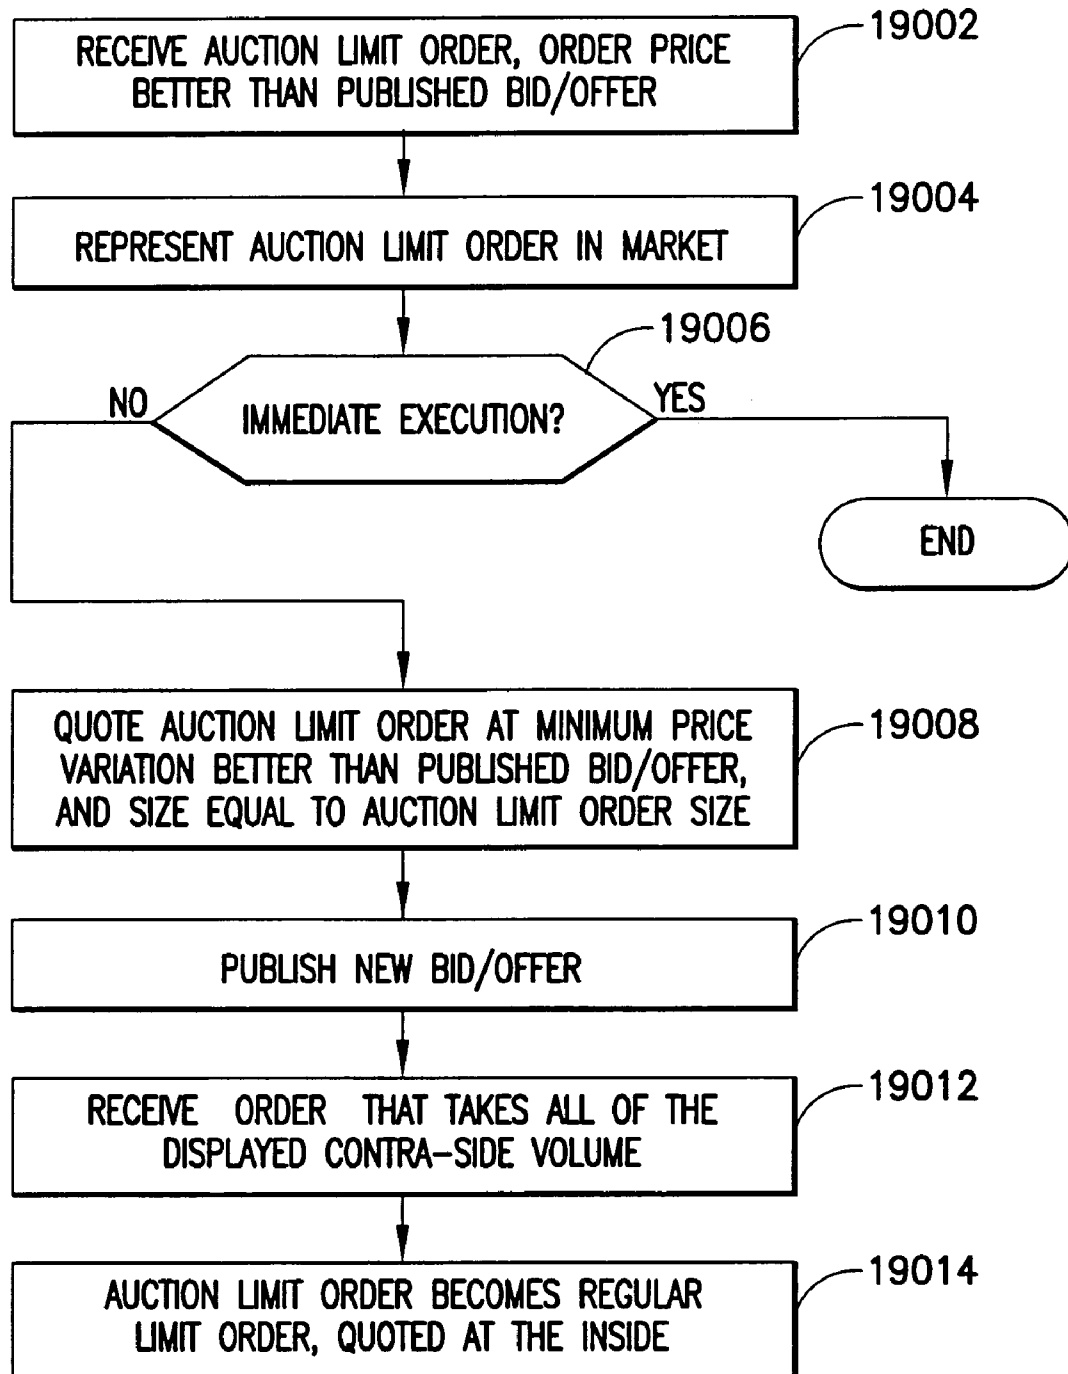 RECEIVE AUCTION LIMIT ORDER, ORDER PRICE
BETTER THAN PUBLISHED BID/OFFER
19002
REPRESENT AUCTION LIMIT ORDER IN MARKET
19004
19006
NO
IMMEDIATE EXECUTION?
YES
END
QUOTE AUCTION LIMIT ORDER AT MINIMUM PRICE
VARIATION BETTER THAN PUBLISHED BID/OFFER,
AND SIZE EQUAL TO AUCTION LIMIT ORDER SIZE
19008
PUBLISH NEW BID/OFFER
19010
RECEIVE ORDER THAT TAKES ALL OF THE
DISPLAYED CONTRA-SIDE VOLUME
19012
AUCTION LIMIT ORDER BECOMES REGULAR
LIMIT ORDER, QUOTED AT THE INSIDE
19014